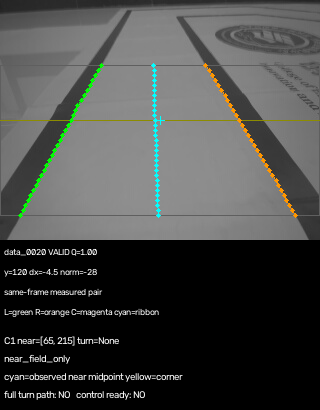 data_0020 VALID Q=1.00
y=120 dx=-4.5 norm=-28
same-frame measured pair
L=green R=orange C=magenta cyan=ribbon
C1 near=[65, 215] turn=None
near_field_only
cyan=observed near midpoint yellow=corner
full turn path: NO control ready: NO